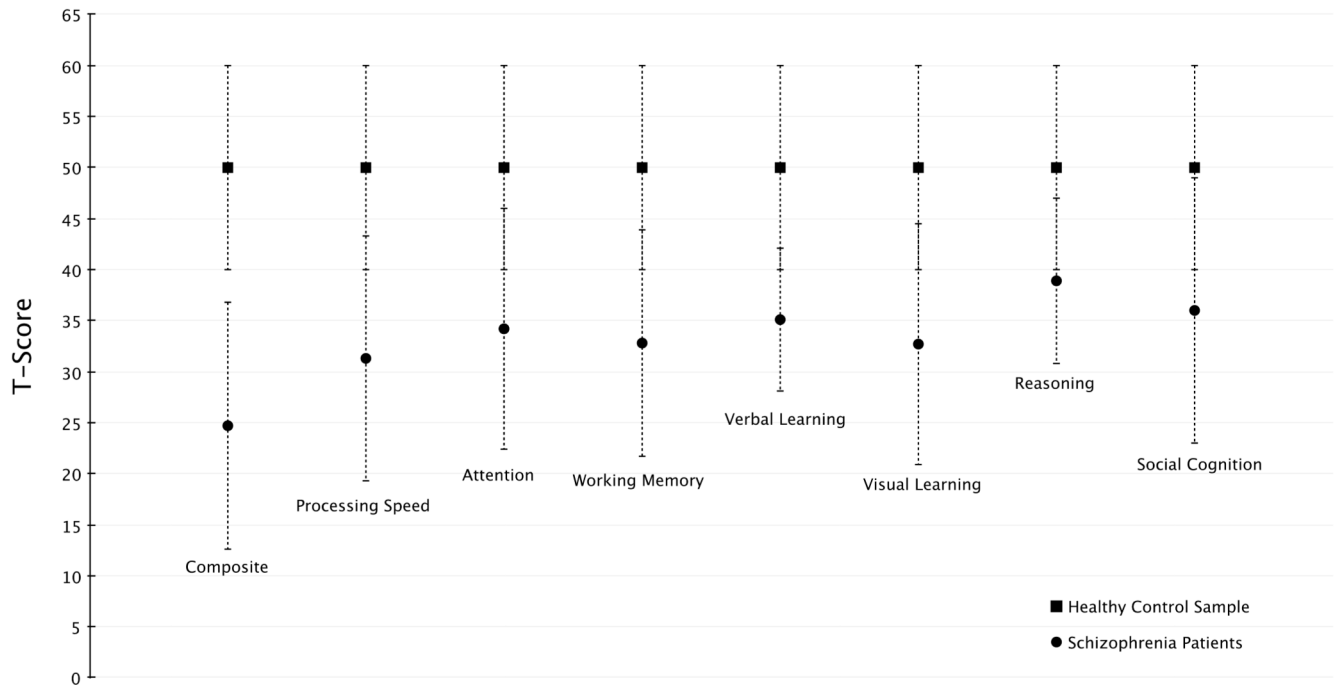 65
60
55
50
45
40
35
30
25
20
15
10
5
0
T-Score
Composite
Processing Speed
Attention
Working Memory
Verbal Learning
Visual Learning
Reasoning
Social Cognition
Healthy Control Sample
Schizophrenia Patients